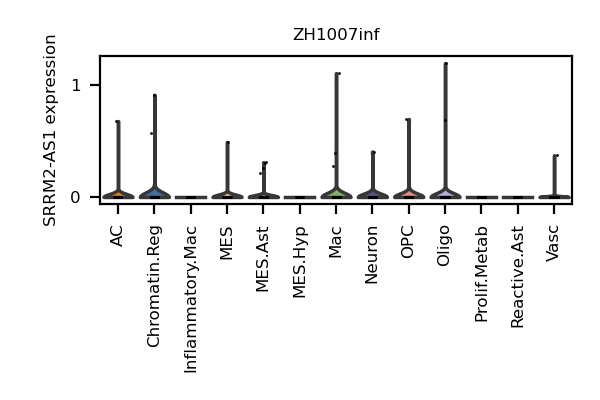 ZH1007inf
SRRM2-AS1 expression
1
0
AC
Chromatin.Reg
Inflammatory.Mac
MES
MES.Ast
MES.Hyp
Mac
Neuron
OPC
Oligo
Prolif.Metab
Reactive.Ast
Vasc